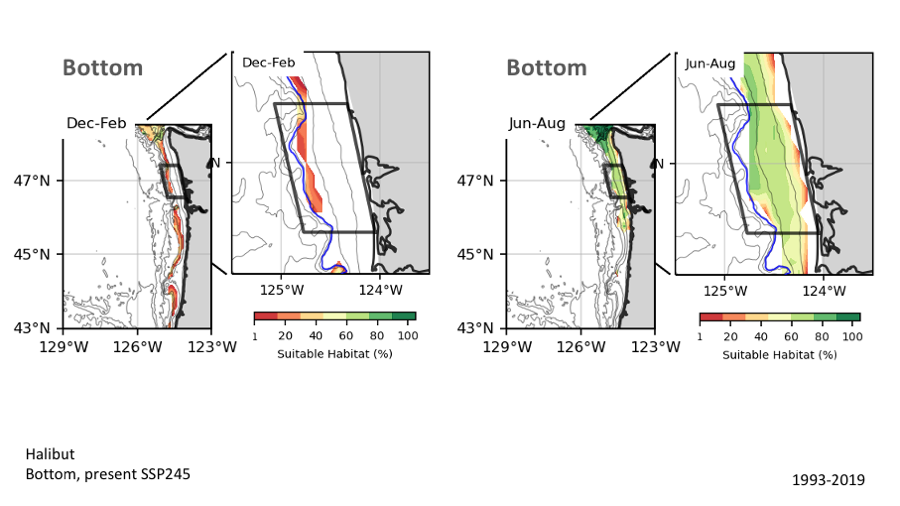 Bottom
Dec-Feb
47°N
45°N
43°N
129°W 126°W 123°W
Dec-Feb
N
125°W 124°W
1 20 40 60 80 100
Suitable Habitat (%)
Bottom
Jun-Aug
47°N
45°N
43°N
129°W 126°W 123°W
Jun-Aug
N
125°W 124°W
1 20 40 60 80 100
Suitable Habitat (%)
Halibut
Bottom, present SSP245
1993-2019